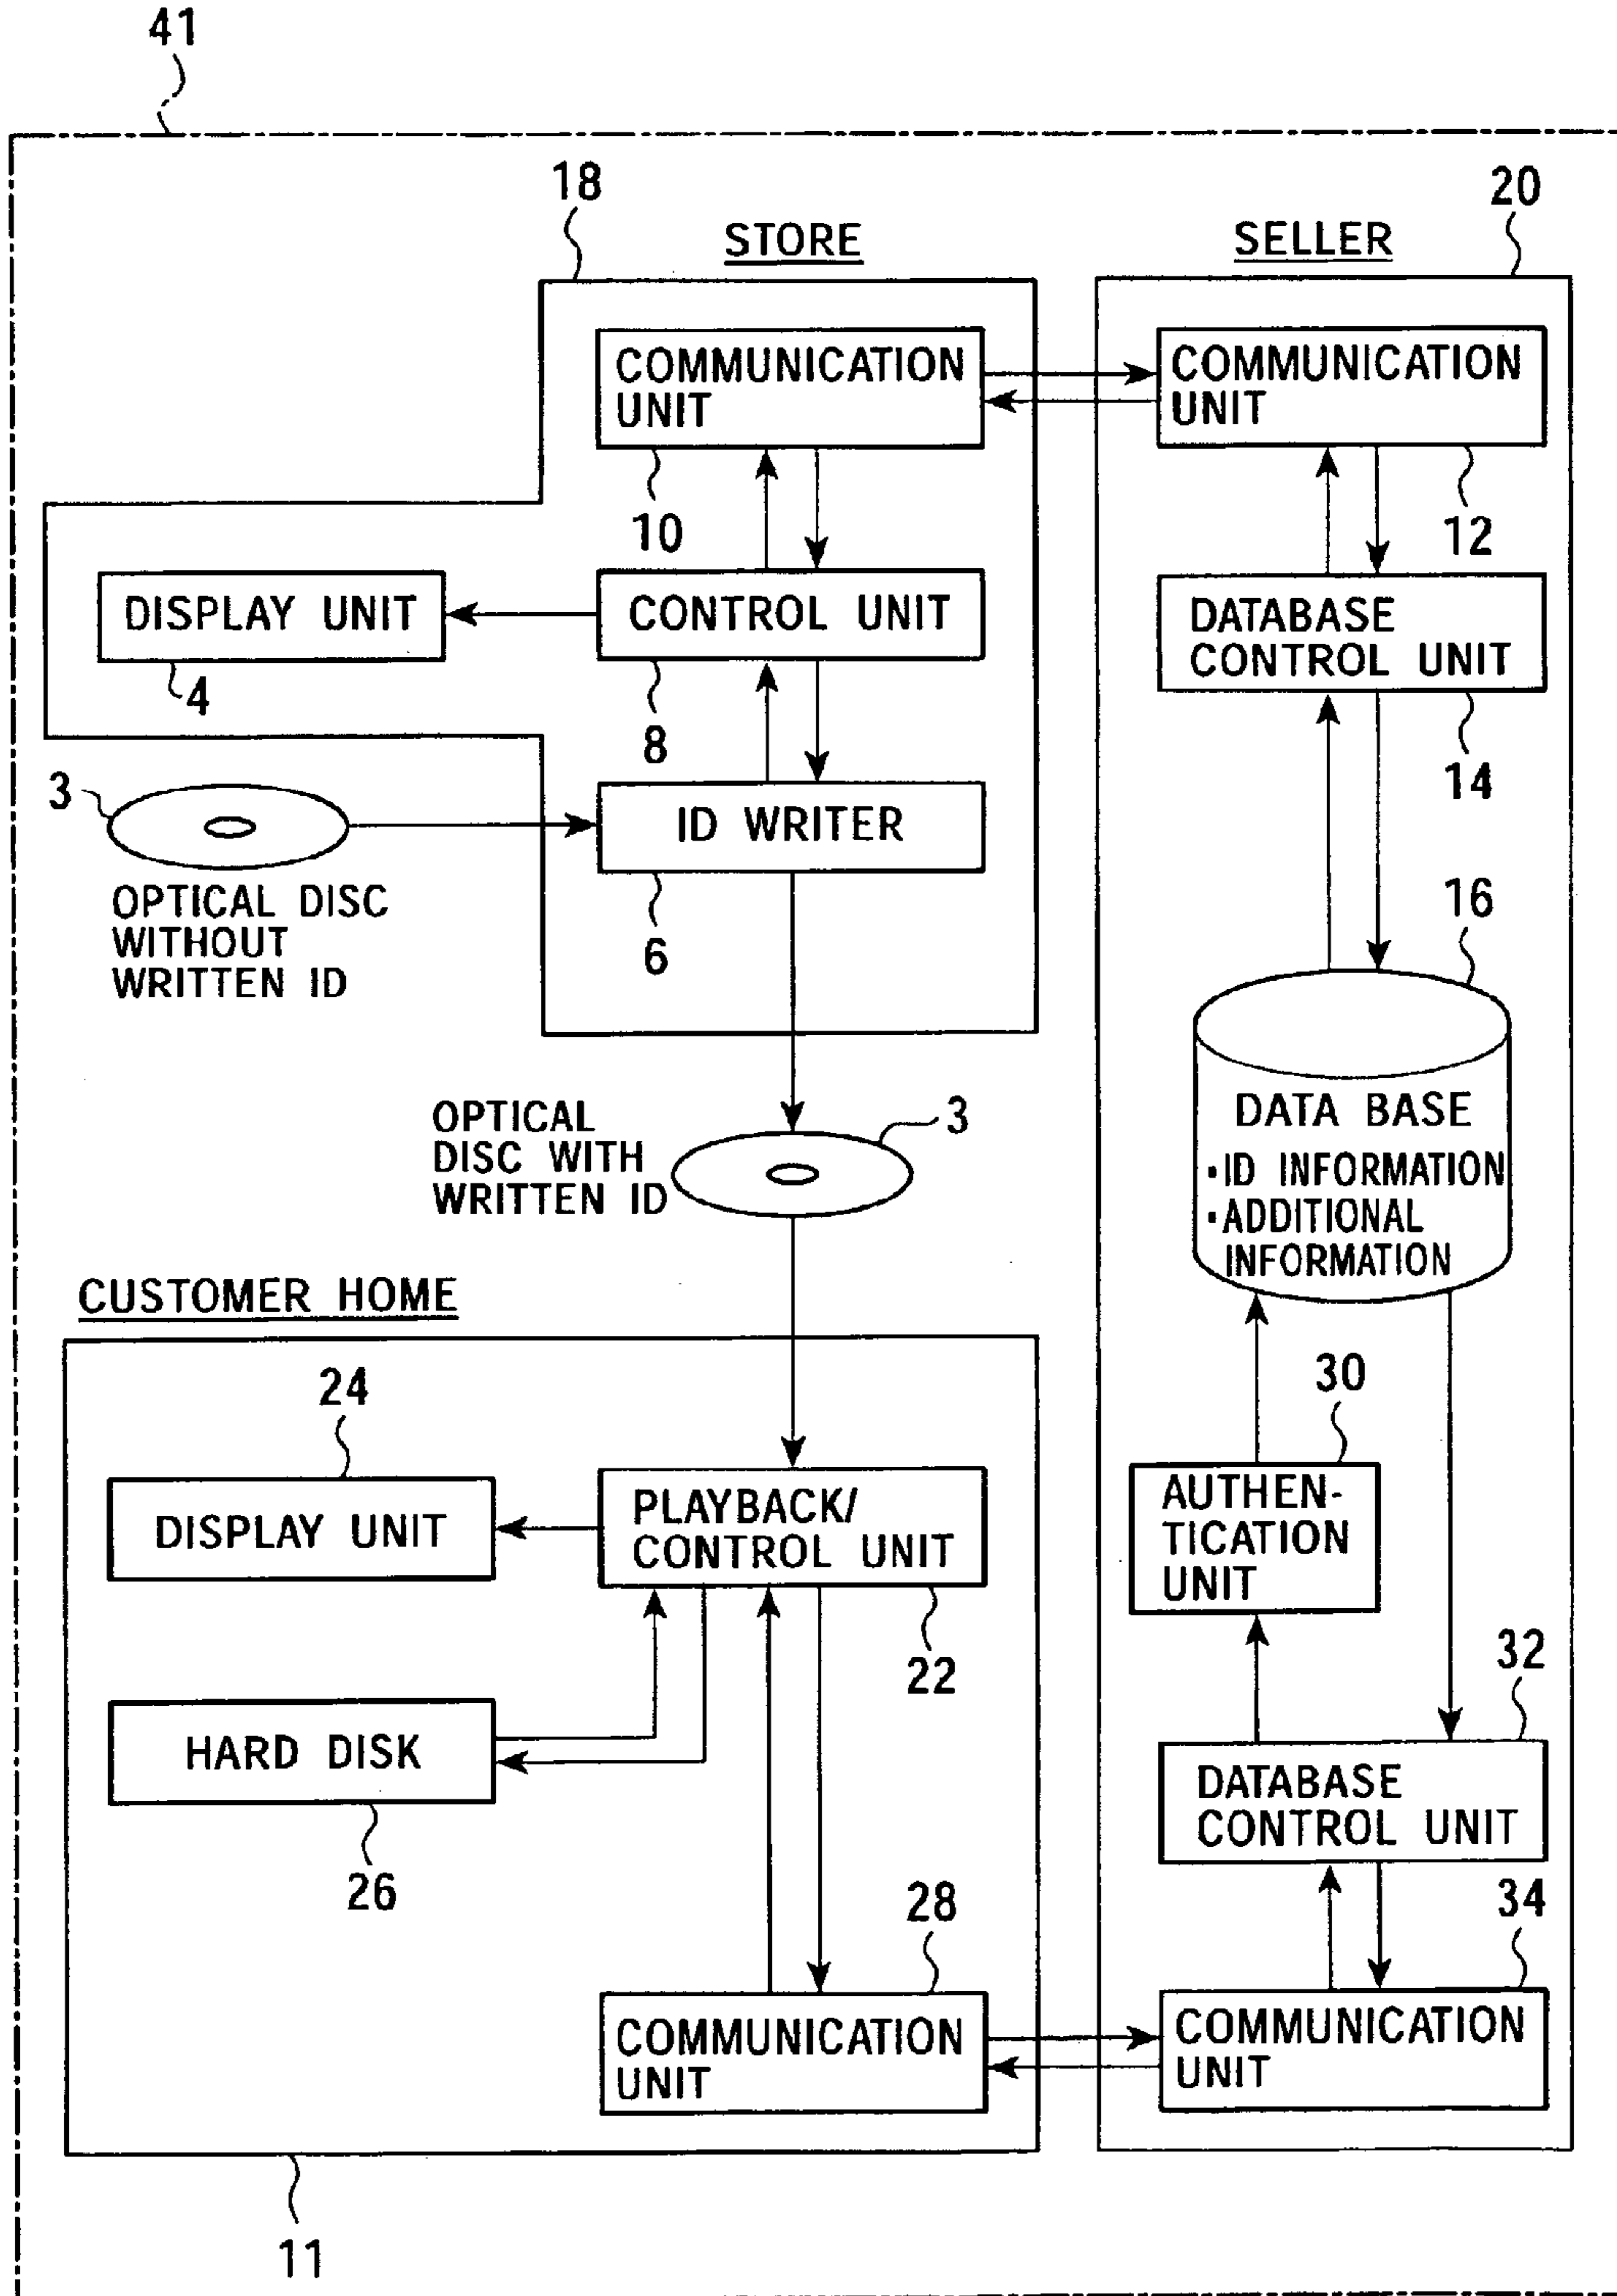 41
18
20
STORE
SELLER
COMMUNICATION
UNIT
10
COMMUNICATION
UNIT
12
DISPLAY UNIT
4
CONTROL UNIT
8
DATABASE
CONTROL UNIT
14
3
OPTICAL DISC
WITHOUT
WRITTEN ID
ID WRITER
6
16
DATA BASE
·ID INFORMATION
·ADDITIONAL
INFORMATION
OPTICAL
DISC WITH
WRITTEN ID
3
CUSTOMER HOME
24
DISPLAY UNIT
PLAYBACK/
CONTROL UNIT
22
30
AUTHEN-
TICATION
UNIT
HARD DISK
26
32
DATABASE
CONTROL UNIT
28
COMMUNICATION
UNIT
34
COMMUNICATION
UNIT
11